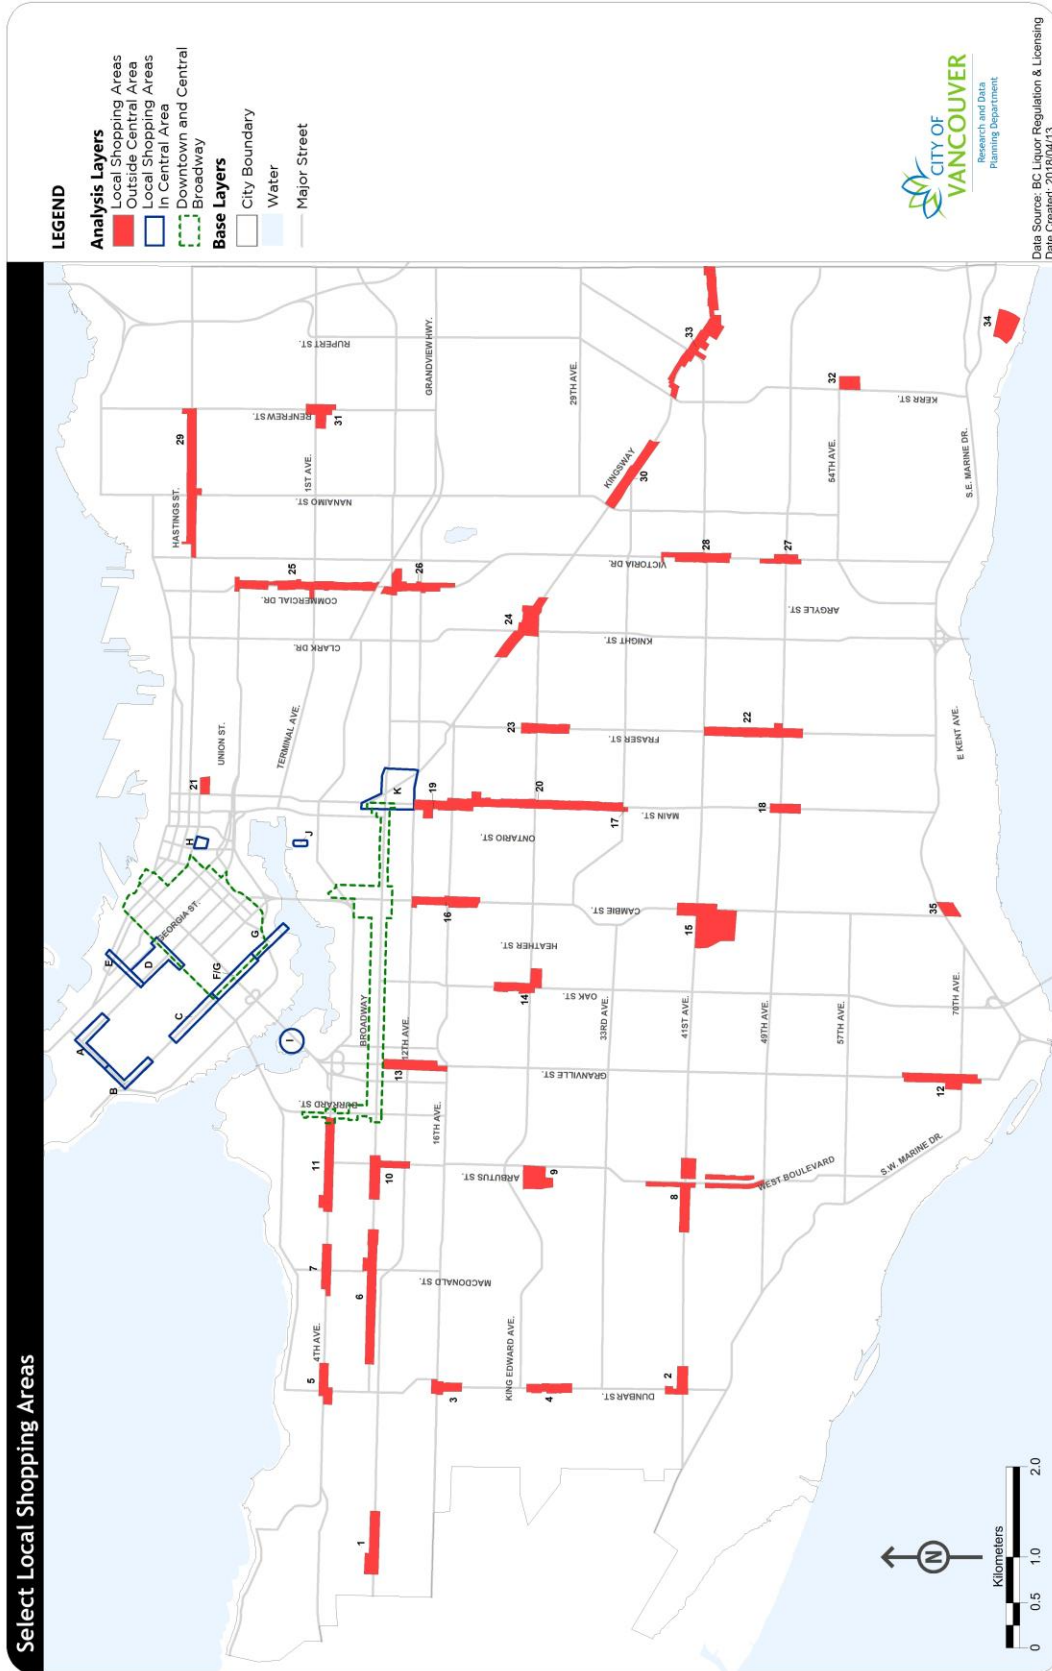 Select Local Shopping Areas
LEGEND
Analysis Layers
Local Shopping Areas
Outside Central Area
Local Shopping Areas
In Central Area
Downtown and Central
Broadway
Base Layers
City Boundary
Water
Major Street
CITY OF
VANCOUVER
Research and Data
Planning Department
Data Source: BC Liquor Regulation & Licensing
Date Created: 2018/04/13
A
B
C
D
E
F/G
G
H
I
J
K
GEORGIA ST.
UNION ST.
TERMINAL AVE.
HASTINGS ST.
1ST AVE.
RENFREW ST.
RUPERT ST.
NANAIMO ST.
COMMERCIAL DR.
CLARK DR.
GRANDVIEW HWY.
4TH AVE.
BURRARD ST.
BROADWAY
12TH AVE.
16TH AVE.
MACDONALD ST.
ARBUTUS ST.
KING EDWARD AVE.
DUNBAR ST.
GRANVILLE ST.
OAK ST.
HEATHER ST.
CAMBIE ST.
ONTARIO ST.
MAIN ST.
FRASER ST.
KNIGHT ST.
VICTORIA DR.
ARGYLE ST.
29TH AVE.
KINGSWAY
33RD AVE.
41ST AVE.
49TH AVE.
54TH AVE.
57TH AVE.
KERR ST.
WEST BOULEVARD
S.W. MARINE DR.
70TH AVE.
E KENT AVE.
S.E. MARINE DR.
1
2
3
4
5
6
7
8
9
10
11
12
13
14
15
16
17
18
19
20
21
22
23
24
25
26
27
28
29
30
31
32
33
34
35
N
Kilometers
0 0.5 1.0 2.0